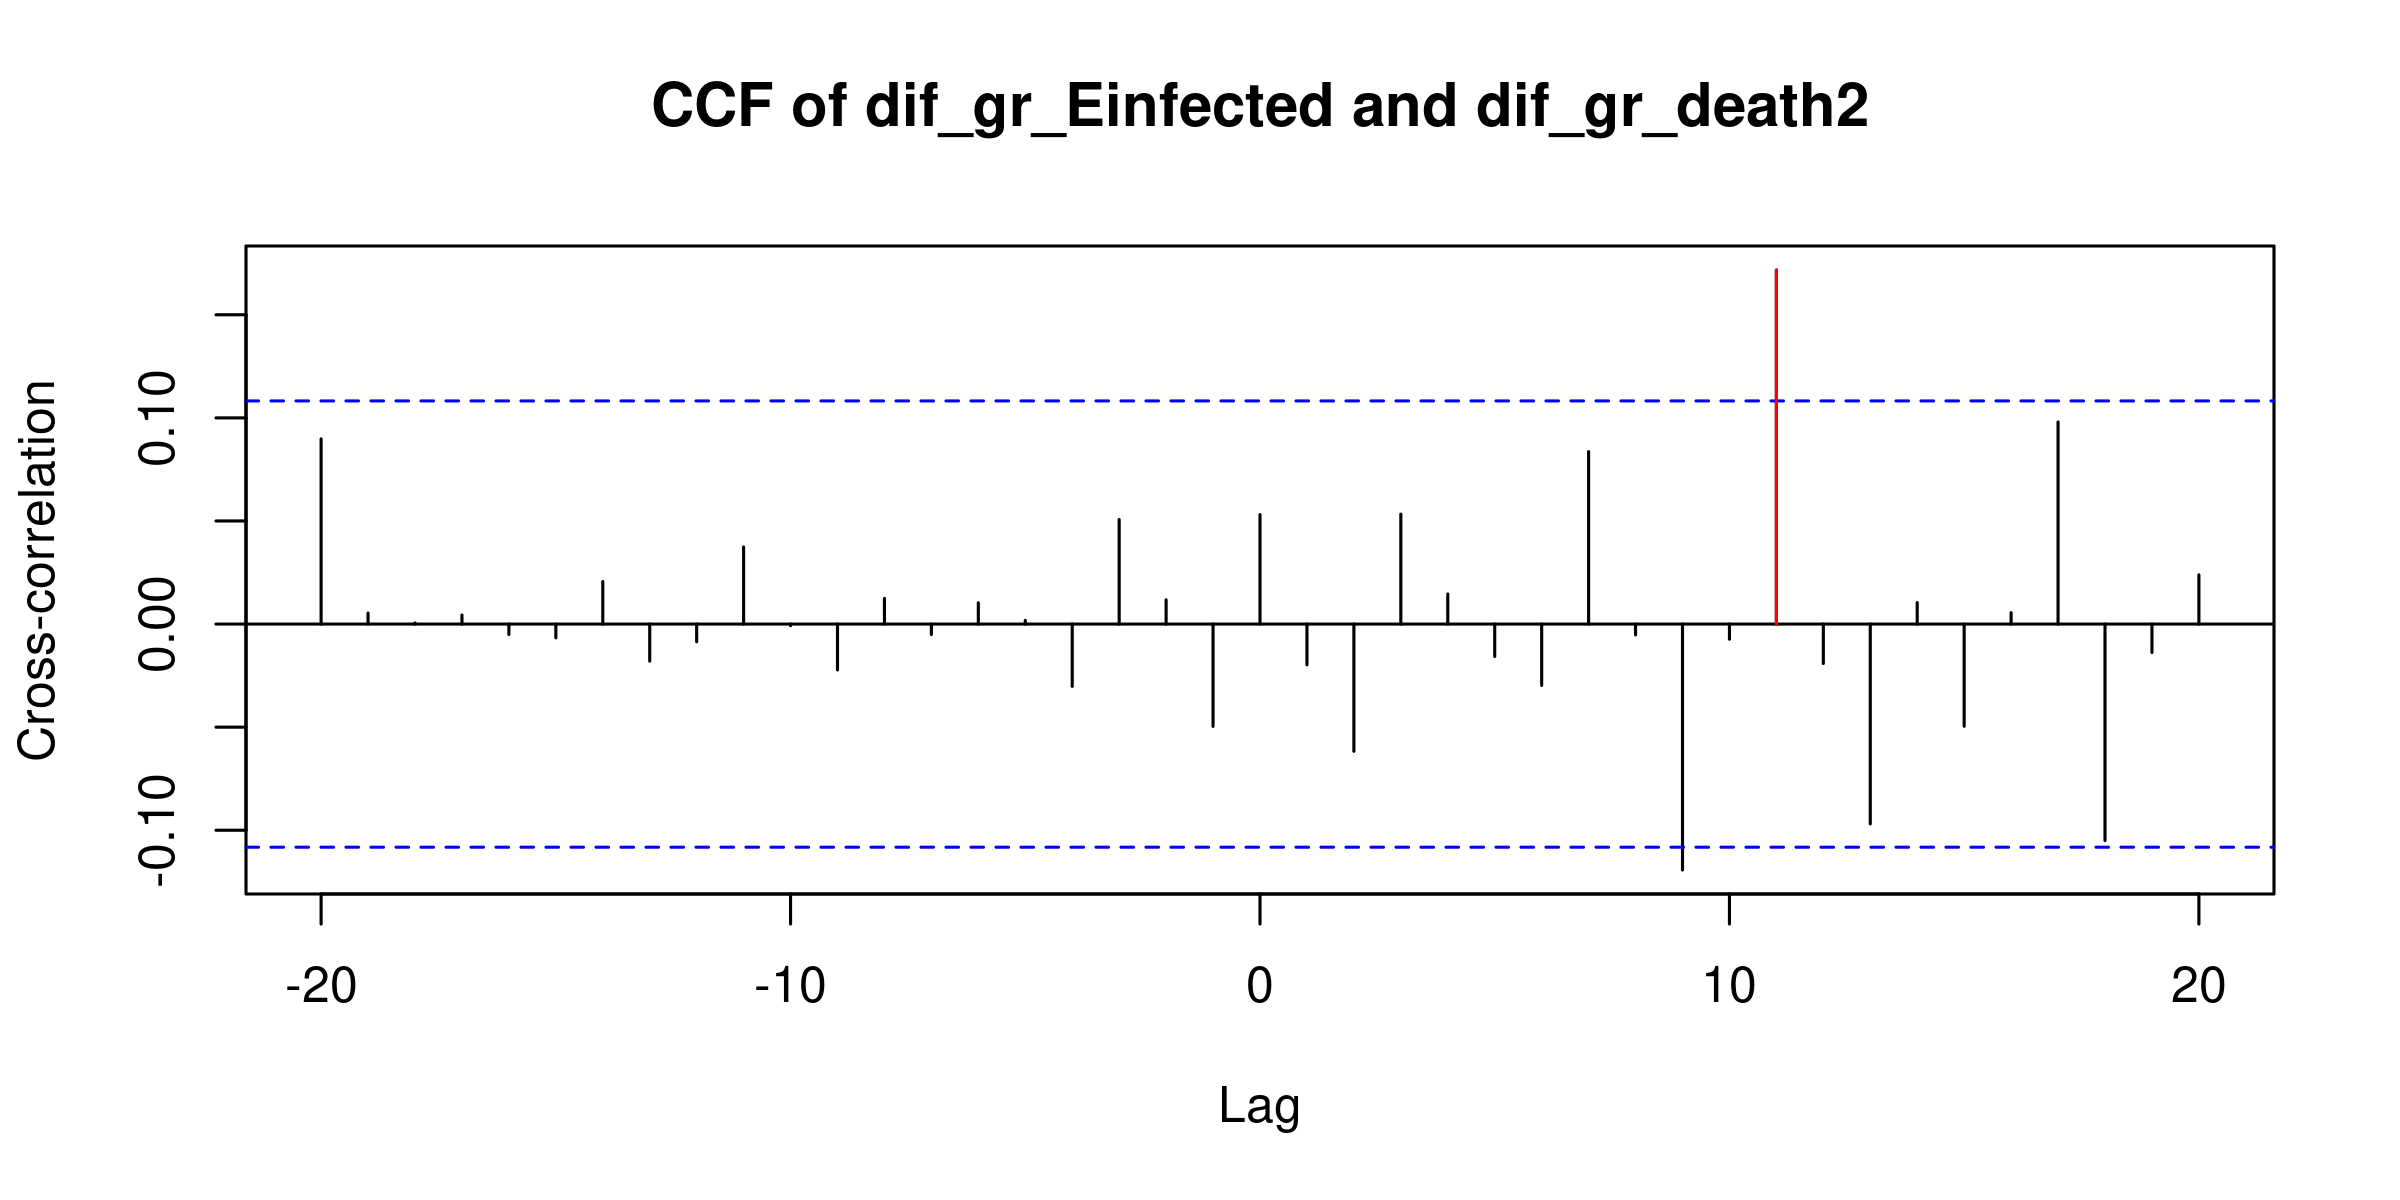 CCF of dif_gr_Einfected and dif_gr_death2
Cross-correlation
0.10
0.00
-0.10
-20 -10 0 10 20
Lag